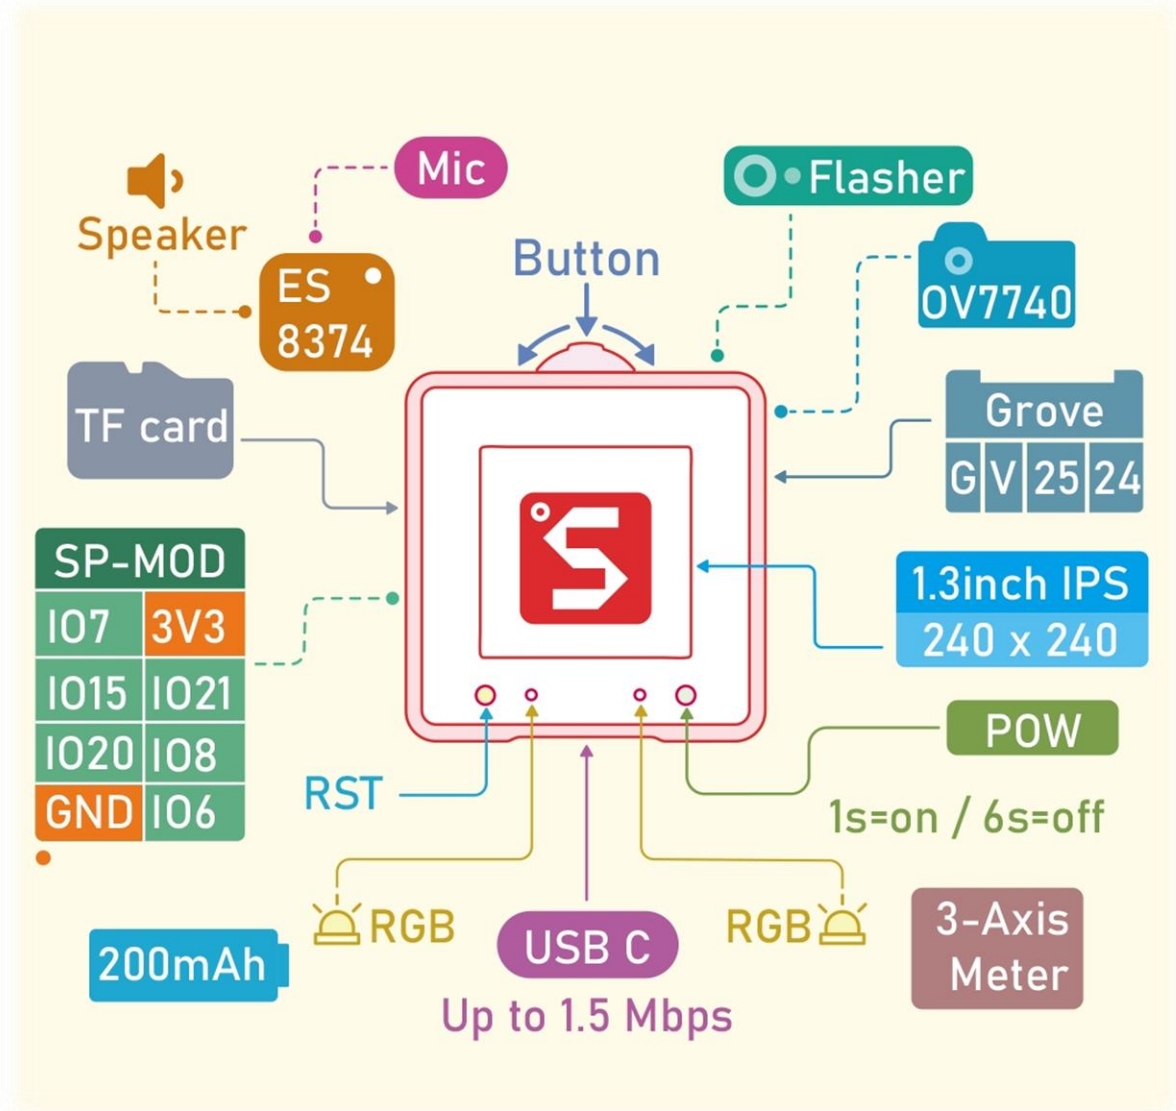 Mic
Flasher
Speaker
Button
ES
8374
OV7740
TF card
Grove
G V 25 24
SP-MOD
IO7 3V3
IO15 IO21
IO20 IO8
GND IO6
S
1.3inch IPS
240 x 240
POW
1s=on / 6s=off
RST
RGB
RGB
USB C
Up to 1.5 Mbps
3-Axis
Meter
200mAh